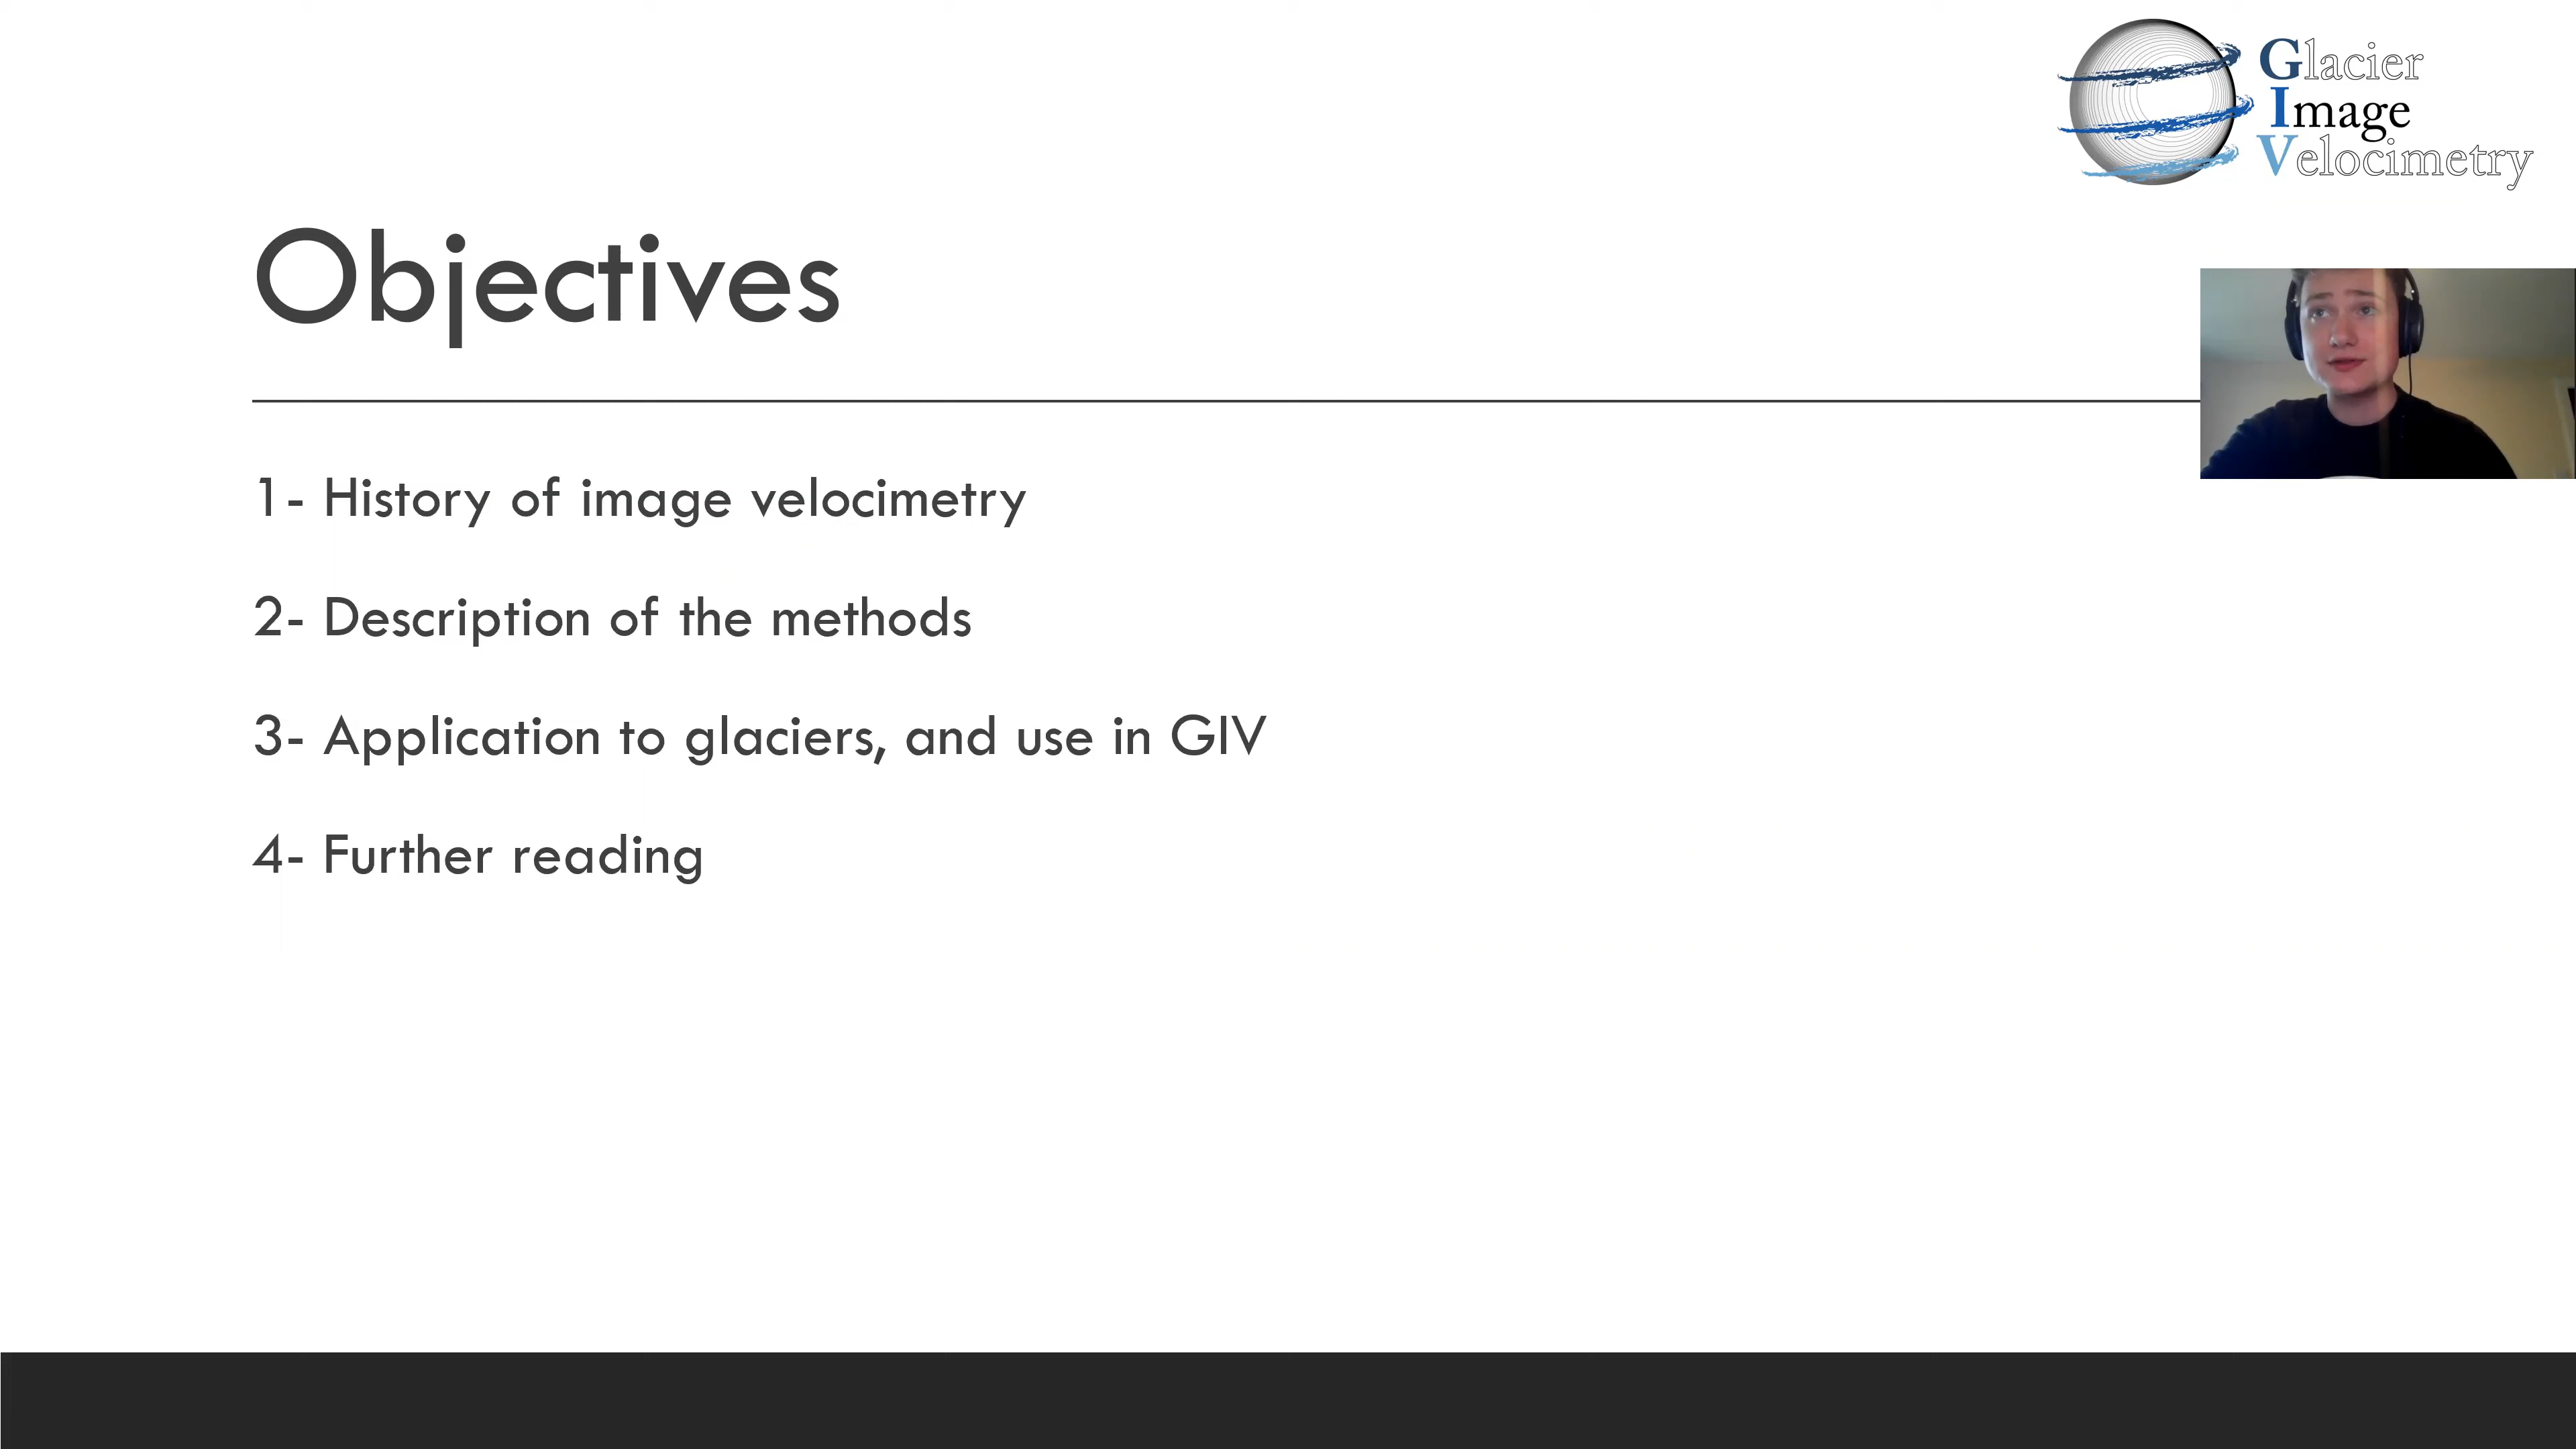 Glacier
Image
Velocimetry
Objectives
1- History of image velocimetry
2- Description of the methods
3- Application to glaciers, and use in GIV
4- Further reading